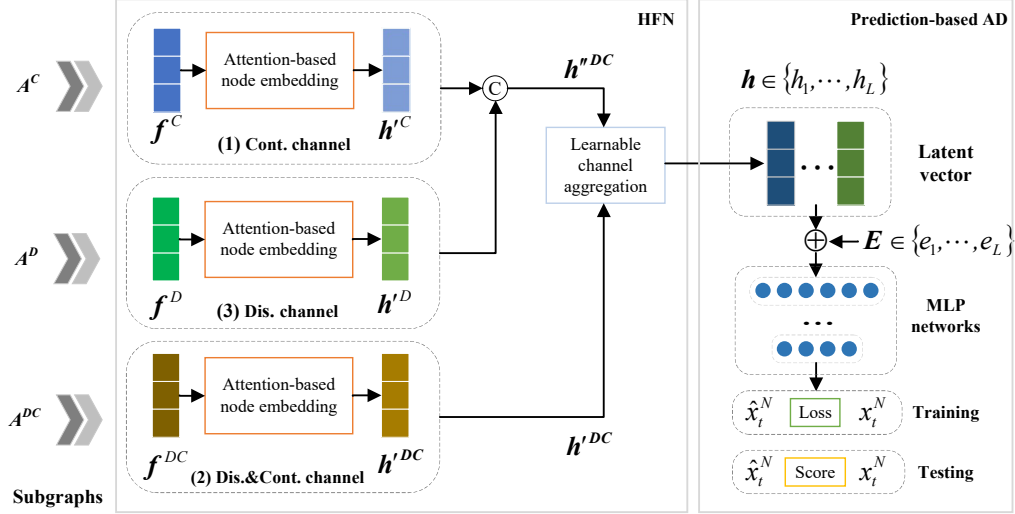 HFN
Prediction-based AD
A^C
f^C
Attention-based
node embedding
h'^C
(1) Cont. channel
C
h''^{DC}
Learnable
channel
aggregation
h ∈ {h_1, ⋯, h_L}
Latent
vector
A^D
f^D
Attention-based
node embedding
h'^D
(3) Dis. channel
E ∈ {e_1, ⋯, e_L}
MLP
networks
A^{DC}
f^{DC}
Attention-based
node embedding
h'^{DC}
(2) Dis.&Cont. channel
h'^{DC}
x̂_t^N Loss x_t^N Training
x̂_t^N Score x_t^N Testing
Subgraphs